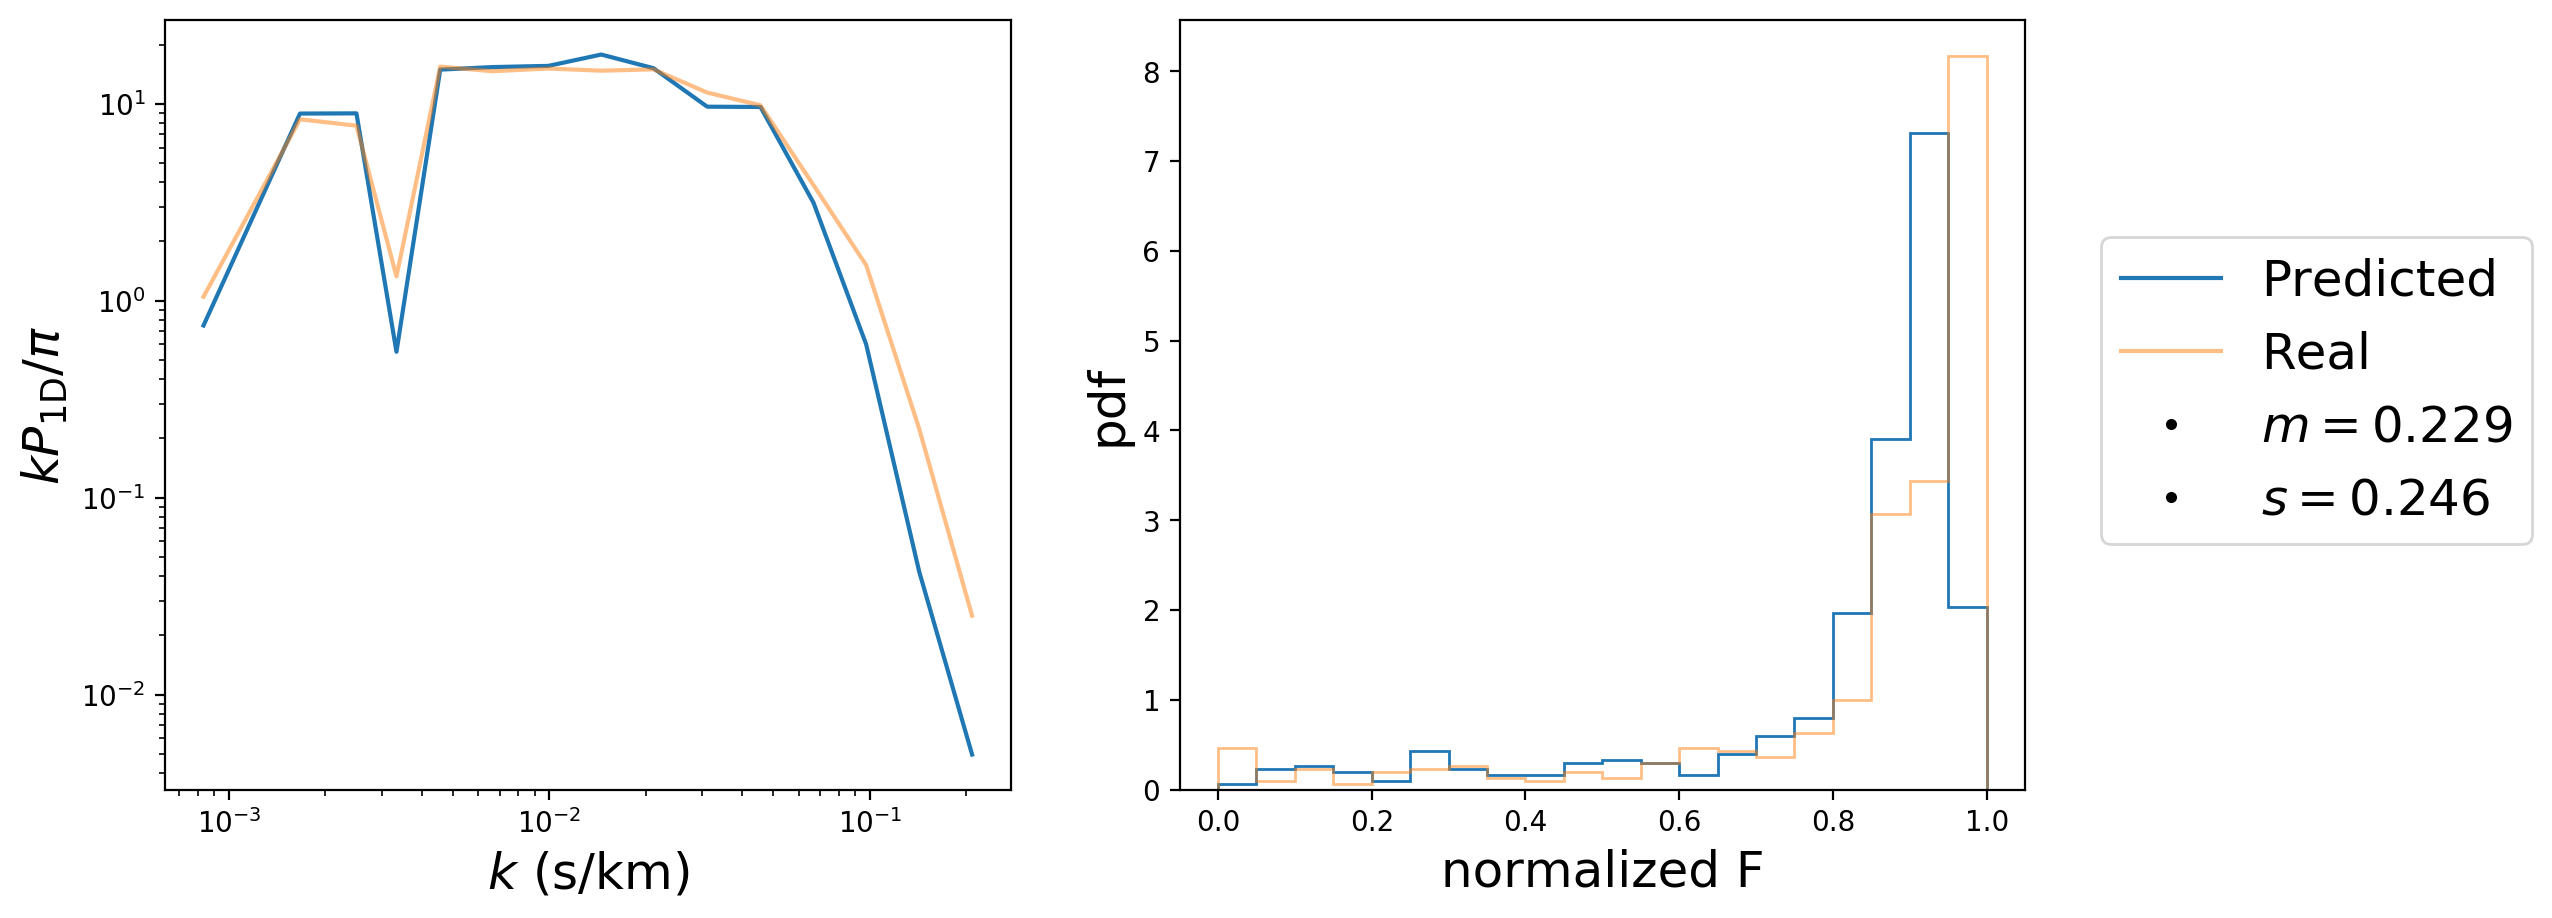 kP₁D/π
10¹
10⁰
10⁻¹
10⁻²
10⁻³
10⁻²
10⁻¹
k (s/km)
pdf
8
7
6
5
4
3
2
1
0
0.0
0.2
0.4
0.6
0.8
1.0
normalized F
Predicted
Real
m = 0.229
s = 0.246